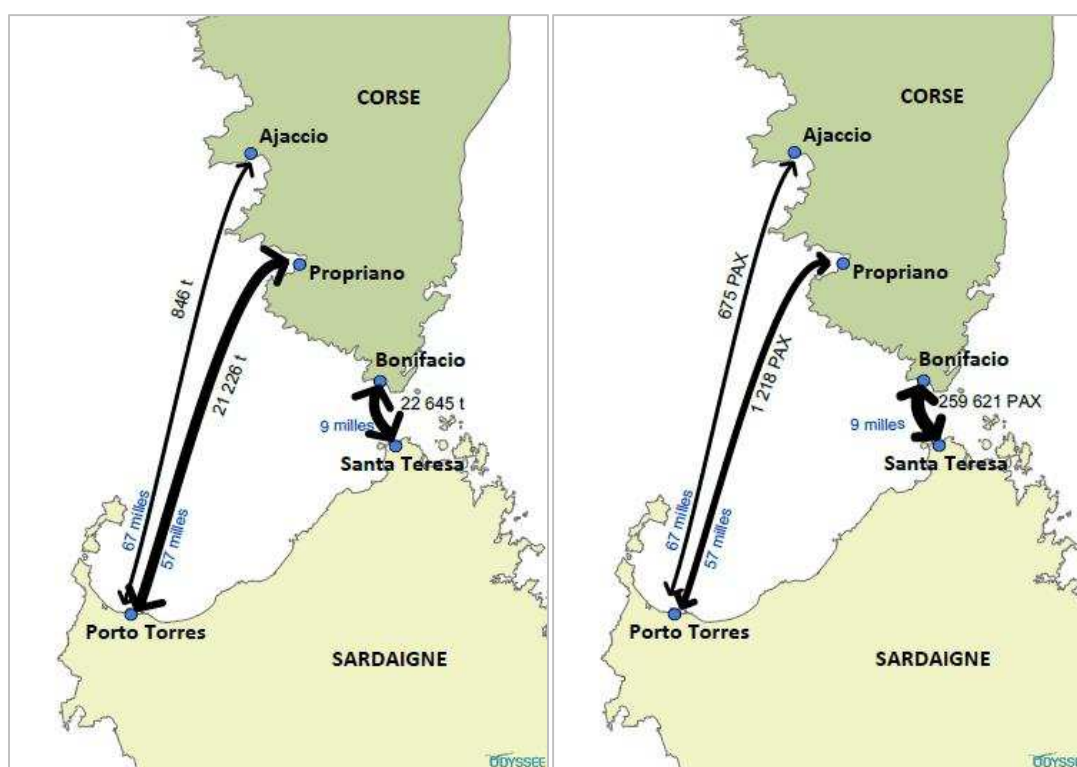 CORSE
Ajaccio
Propriano
846 t
21 226 t
Bonifacio
22 645 t
9 milles
Santa Teresa
67 milles
57 milles
Porto Torres
SARDAIGNE
ODYSSEE
CORSE
Ajaccio
675 PAX
Propriano
1 218 PAX
Bonifacio
259 621 PAX
9 milles
Santa Teresa
67 milles
57 milles
Porto Torres
SARDAIGNE
ODYSSEE